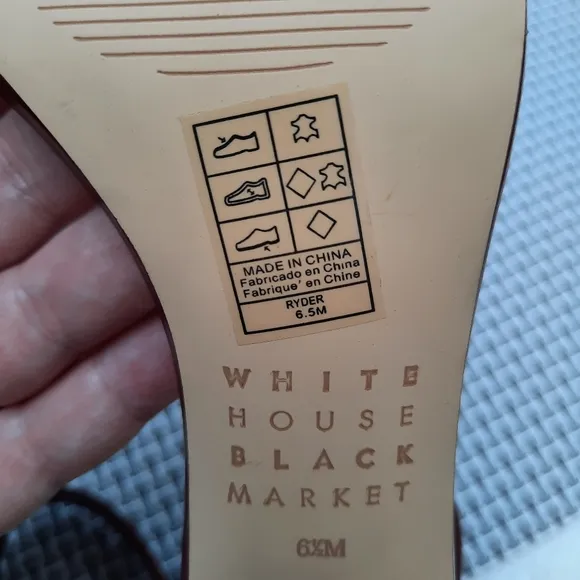 MADE IN CHINA
Fabricado en China
Fabrique' en Chine
RYDER
6.5M
WHITE
HOUSE
BLACK
MARKET
6½M